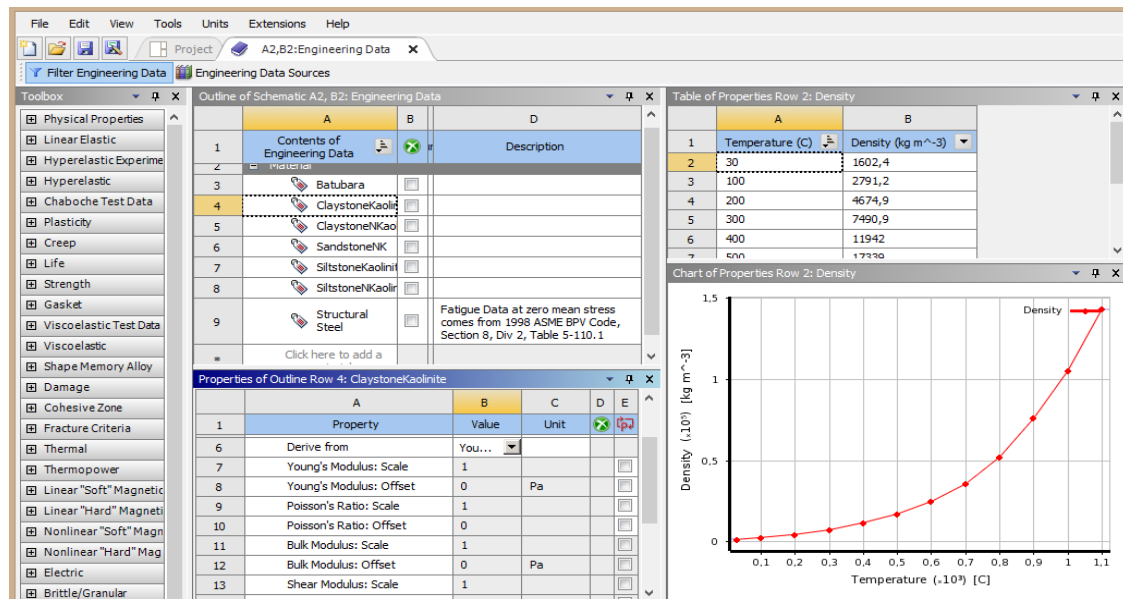 File Edit View Tools Units Extensions Help
Project A2,B2:Engineering Data
Filter Engineering Data Engineering Data Sources
Toolbox
Physical Properties
Linear Elastic
Hyperelastic Experime
Hyperelastic
Chaboche Test Data
Plasticity
Creep
Life
Strength
Gasket
Viscoelastic Test Data
Viscoelastic
Shape Memory Alloy
Damage
Cohesive Zone
Fracture Criteria
Thermal
Thermopower
Linear "Soft" Magnetic
Linear "Hard" Magneti
Nonlinear "Soft" Magn
Nonlinear "Hard" Mag
Electric
Brittle/Granular
Outline of Schematic A2, B2: Engineering Data
A B D
1 Contents of
Engineering Data Description
2 Material
3 Batubara
4 ClaystoneKaolin
5 ClaystoneNKaol
6 SandstoneNK
7 SiltstoneKaolinit
8 SiltstoneNKaolir
9 Structural
Steel Fatigue Data at zero mean stress
comes from 1998 ASME BPV Code,
Section 8, Div 2, Table 5-110.1
* Click here to add a
Properties of Outline Row 4: ClaystoneKaolinite
A B C D E
1 Property Value Unit
6 Derive from You...
7 Young's Modulus: Scale 1
8 Young's Modulus: Offset 0 Pa
9 Poisson's Ratio: Scale 1
10 Poisson's Ratio: Offset 0
11 Bulk Modulus: Scale 1
12 Bulk Modulus: Offset 0 Pa
13 Shear Modulus: Scale 1
Table of Properties Row 2: Density
A B
1 Temperature (C) Density (kg m^-3)
2 30 1602,4
3 100 2791,2
4 200 4674,9
5 300 7490,9
6 400 11942
7 500 17339
Chart of Properties Row 2: Density
Density
1,5
1
0,5
0
Density (.10⁵) [kg m^-3]
0,1 0,2 0,3 0,4 0,5 0,6 0,7 0,8 0,9 1 1,1
Temperature (.10³) [C]